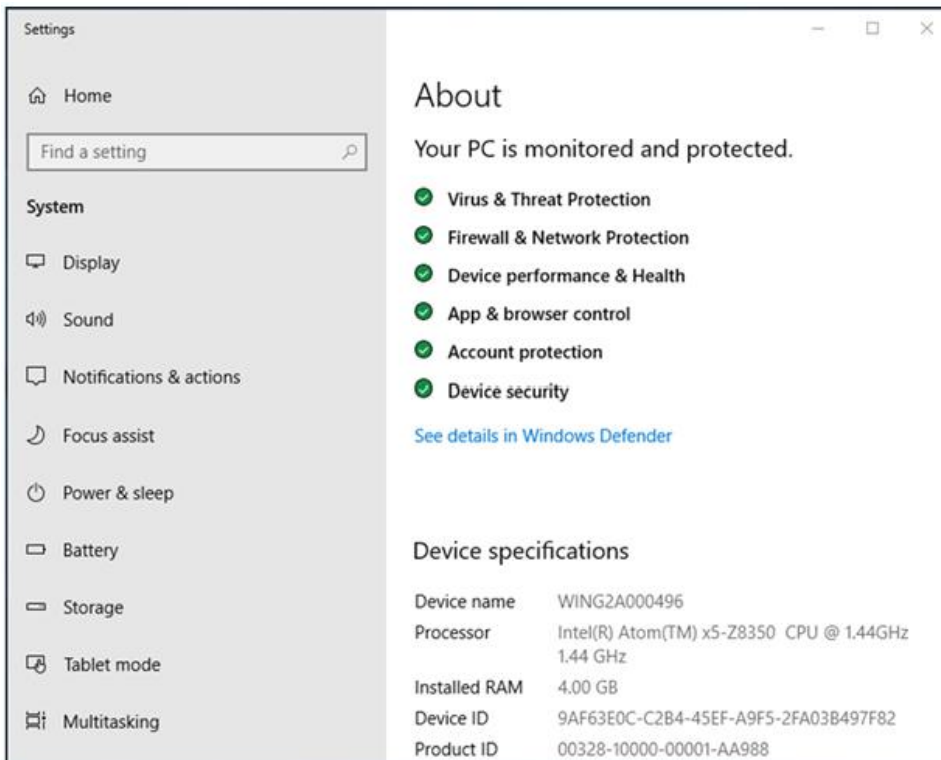 Settings
Home
Find a setting
System
Display
Sound
Notifications & actions
Focus assist
Power & sleep
Battery
Storage
Tablet mode
Multitasking
About
Your PC is monitored and protected.
Virus & Threat Protection
Firewall & Network Protection
Device performance & Health
App & browser control
Account protection
Device security
See details in Windows Defender
Device specifications
Device name WING2A000496
Processor Intel(R) Atom(TM) x5-Z8350 CPU @ 1.44GHz
1.44 GHz
Installed RAM 4.00 GB
Device ID 9AF63E0C-C2B4-45EF-A9F5-2FA03B497F82
Product ID 00328-10000-00001-AA988